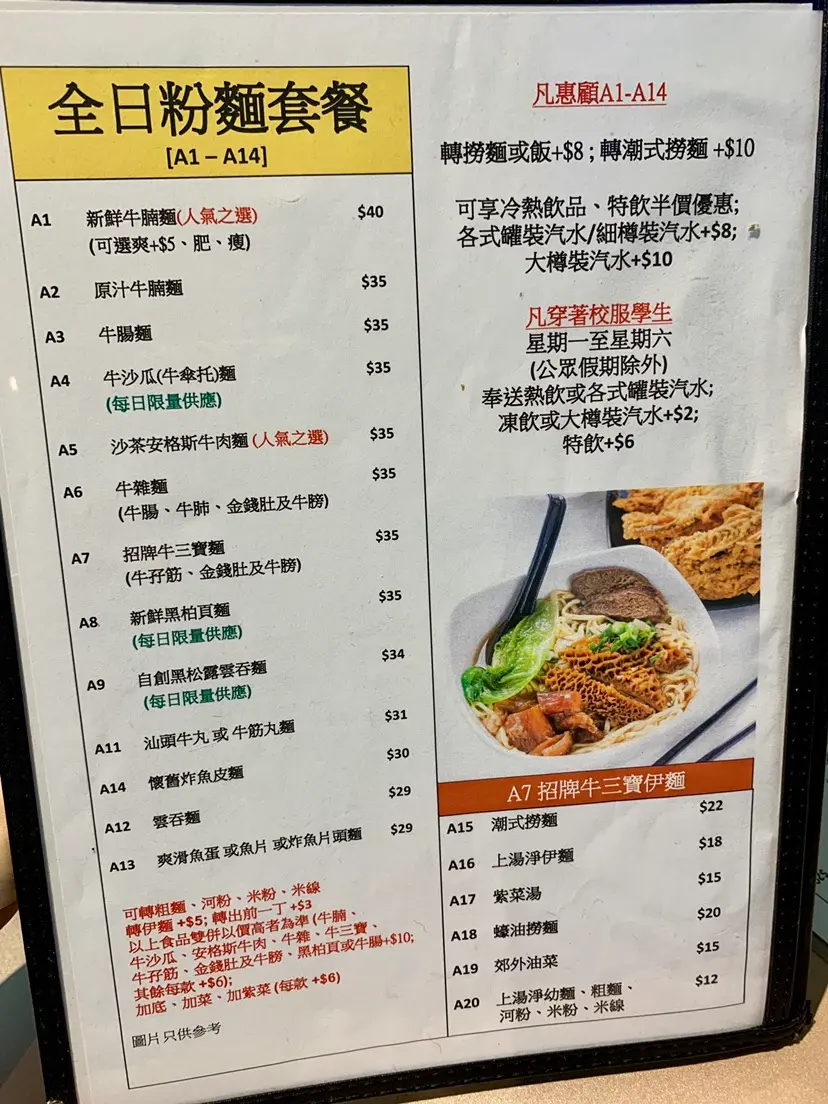 全日粉麵套餐
[A1 – A14]
A1 新鮮牛腩麵(人氣之選) $40
(可選爽+$5、肥、瘦)
A2 原汁牛腩麵 $35
A3 牛腸麵 $35
A4 牛沙瓜(牛傘托)麵 $35
(每日限量供應)
A5 沙茶安格斯牛肉麵 (人氣之選) $35
A6 牛雜麵 $35
(牛腸、牛肺、金錢肚及牛膀)
A7 招牌牛三寶麵 $35
(牛孖筋、金錢肚及牛膀)
A8 新鮮黑柏頁麵 $35
(每日限量供應)
A9 自創黑松露雲吞麵 $34
(每日限量供應)
A11 汕頭牛丸 或 牛筋丸麵 $31
A14 懷舊炸魚皮麵 $30
A12 雲吞麵 $29
A13 爽滑魚蛋 或魚片 或炸魚片頭麵 $29
可轉粗麵、河粉、米粉、米線
轉伊麵 +$5; 轉出前一丁 +$3
以上食品雙併以價高者為準 (牛腩、
牛沙瓜、安格斯牛肉、牛雜、牛三寶、
牛孖筋、金錢肚及牛膀、黑柏頁或牛腸+$10;
其餘每款 +$6);
加底、加菜、加紫菜 (每款 +$6)
圖片只供參考
凡惠顧A1-A14
轉撈麵或飯+$8 ; 轉潮式撈麵 +$10
可享冷熱飲品、特飲半價優惠;
各式罐裝汽水/細樽裝汽水+$8;
大樽裝汽水+$10
凡穿著校服學生
星期一至星期六
(公眾假期除外)
奉送熱飲或各式罐裝汽水;
凍飲或大樽裝汽水+$2;
特飲+$6
A7 招牌牛三寶伊麵
A15 潮式撈麵 $22
A16 上湯淨伊麵 $18
A17 紫菜湯 $15
A18 蠔油撈麵 $20
A19 郊外油菜 $15
A20 上湯淨幼麵、粗麵、 $12
河粉、米粉、米線